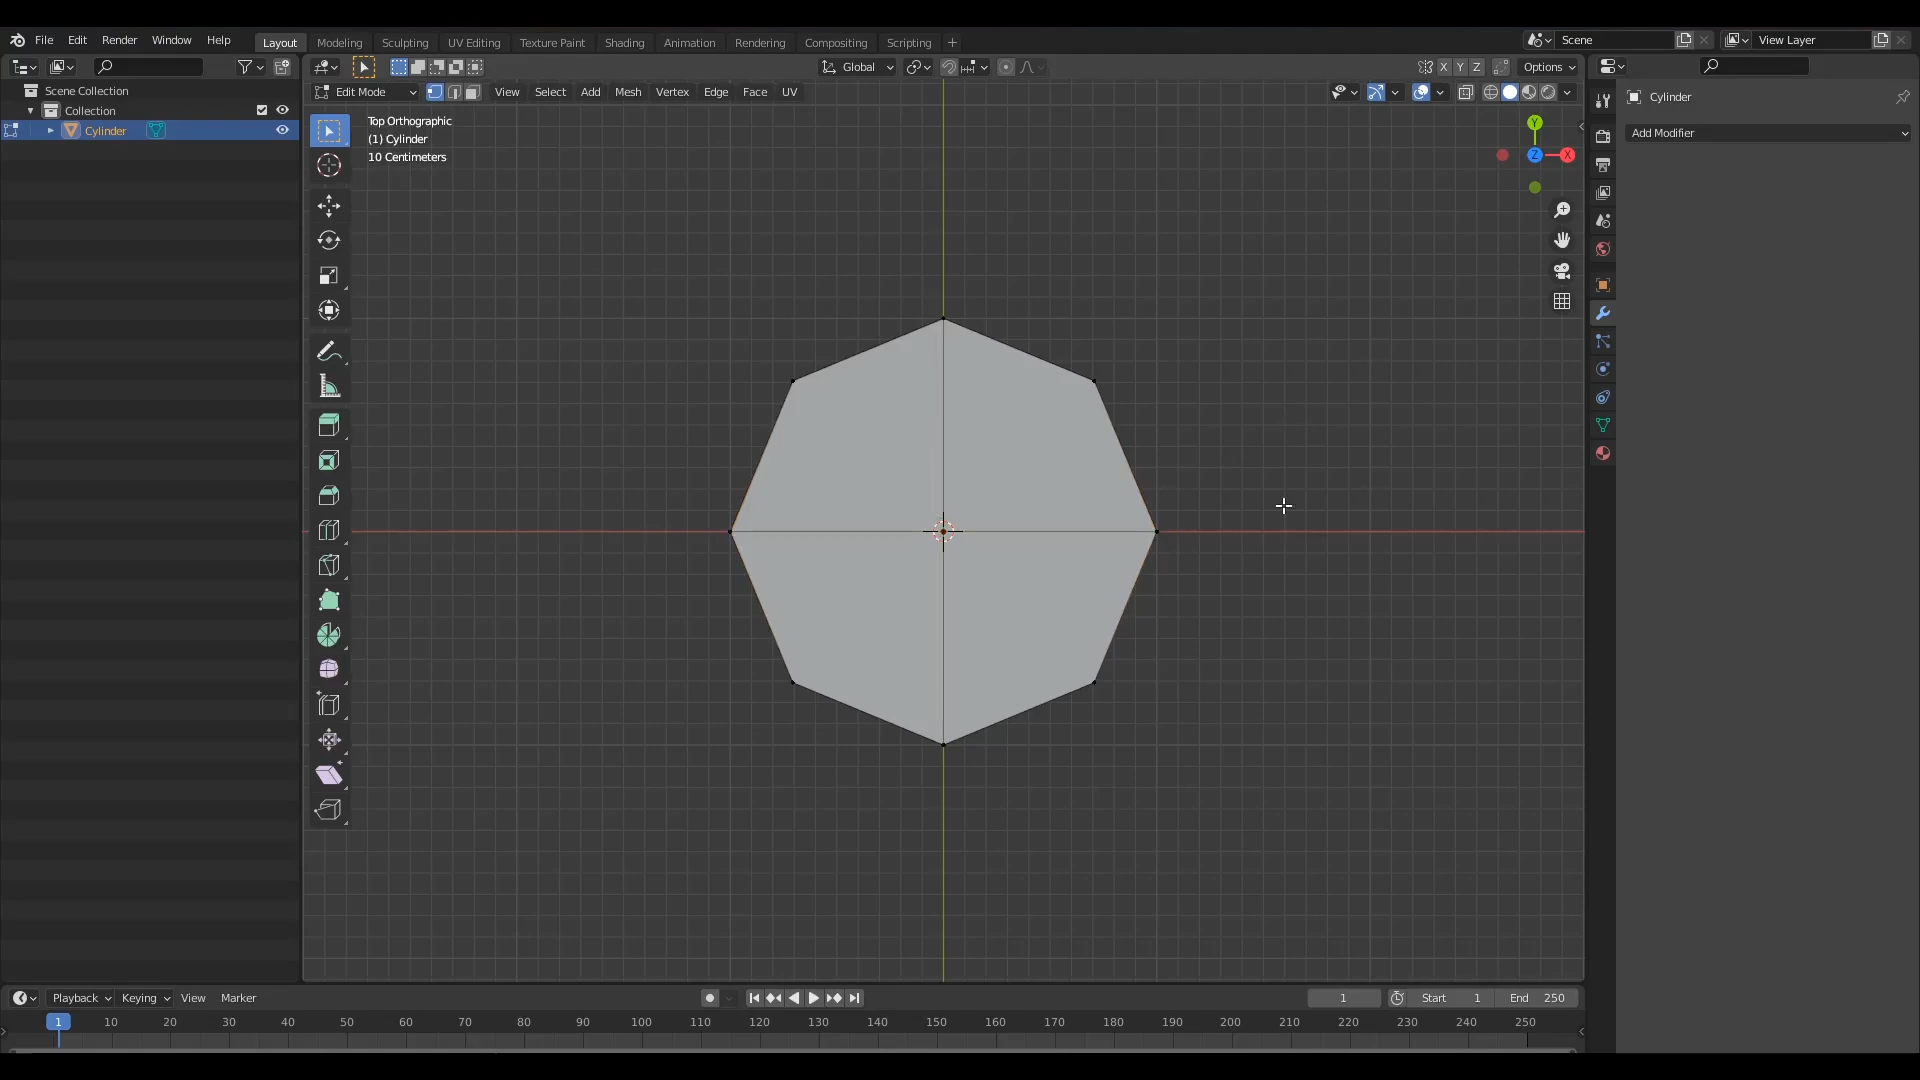 File Edit Render Window Help Layout Modeling Sculpting UV Editing Texture Paint Shading Animation Rendering Compositing Scripting + Scene View Layer
Global X Y Z Options
Scene Collection
Edit Mode View Select Add Mesh Vertex Edge Face UV
Cylinder
Collection
Top Orthographic
Cylinder
(1) Cylinder
Add Modifier
10 Centimeters
Y
Z X
Playback Keying View Marker 1 Start 1 End 250
1 10 20 30 40 50 60 70 80 90 100 110 120 130 140 150 160 170 180 190 200 210 220 230 240 250